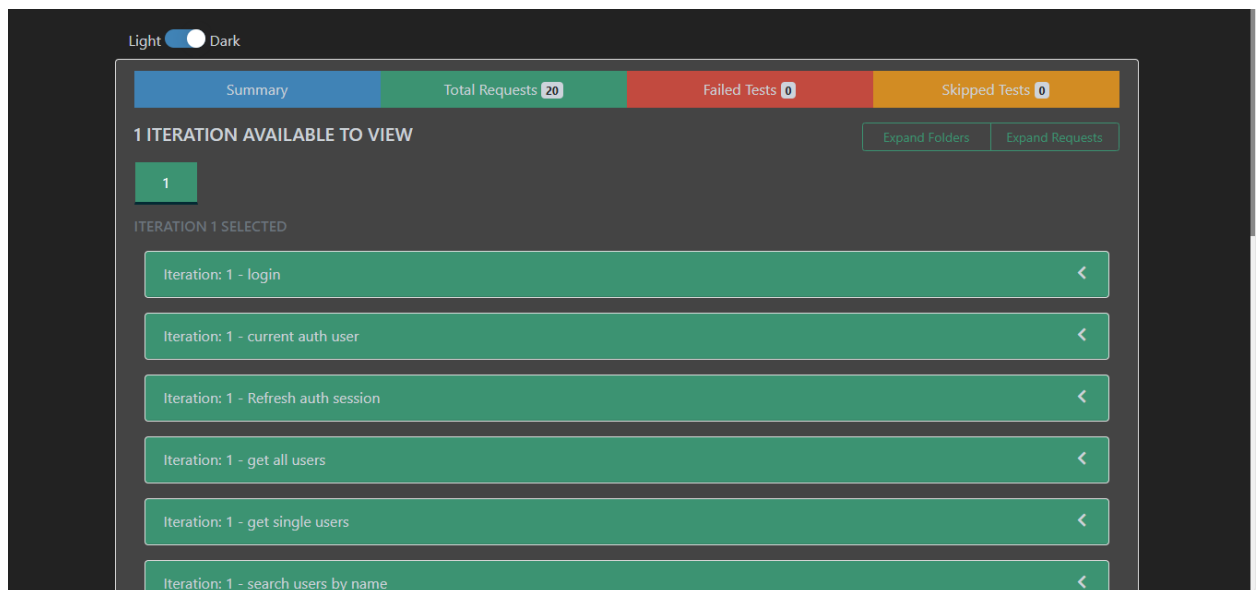 Light Dark
Summary Total Requests 20 Failed Tests 0 Skipped Tests 0
1 ITERATION AVAILABLE TO VIEW Expand Folders Expand Requests
1
ITERATION 1 SELECTED
Iteration: 1 - login
Iteration: 1 - current auth user
Iteration: 1 - Refresh auth session
Iteration: 1 - get all users
Iteration: 1 - get single users
Iteration: 1 - search users by name